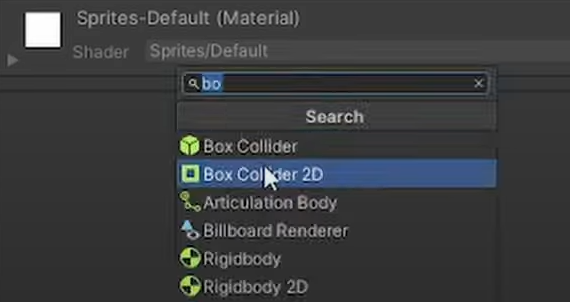 Sprites-Default (Material)
Shader Sprites/Default
bo
Search
Box Collider
Box Collider 2D
Articulation Body
Billboard Renderer
Rigidbody
Rigidbody 2D